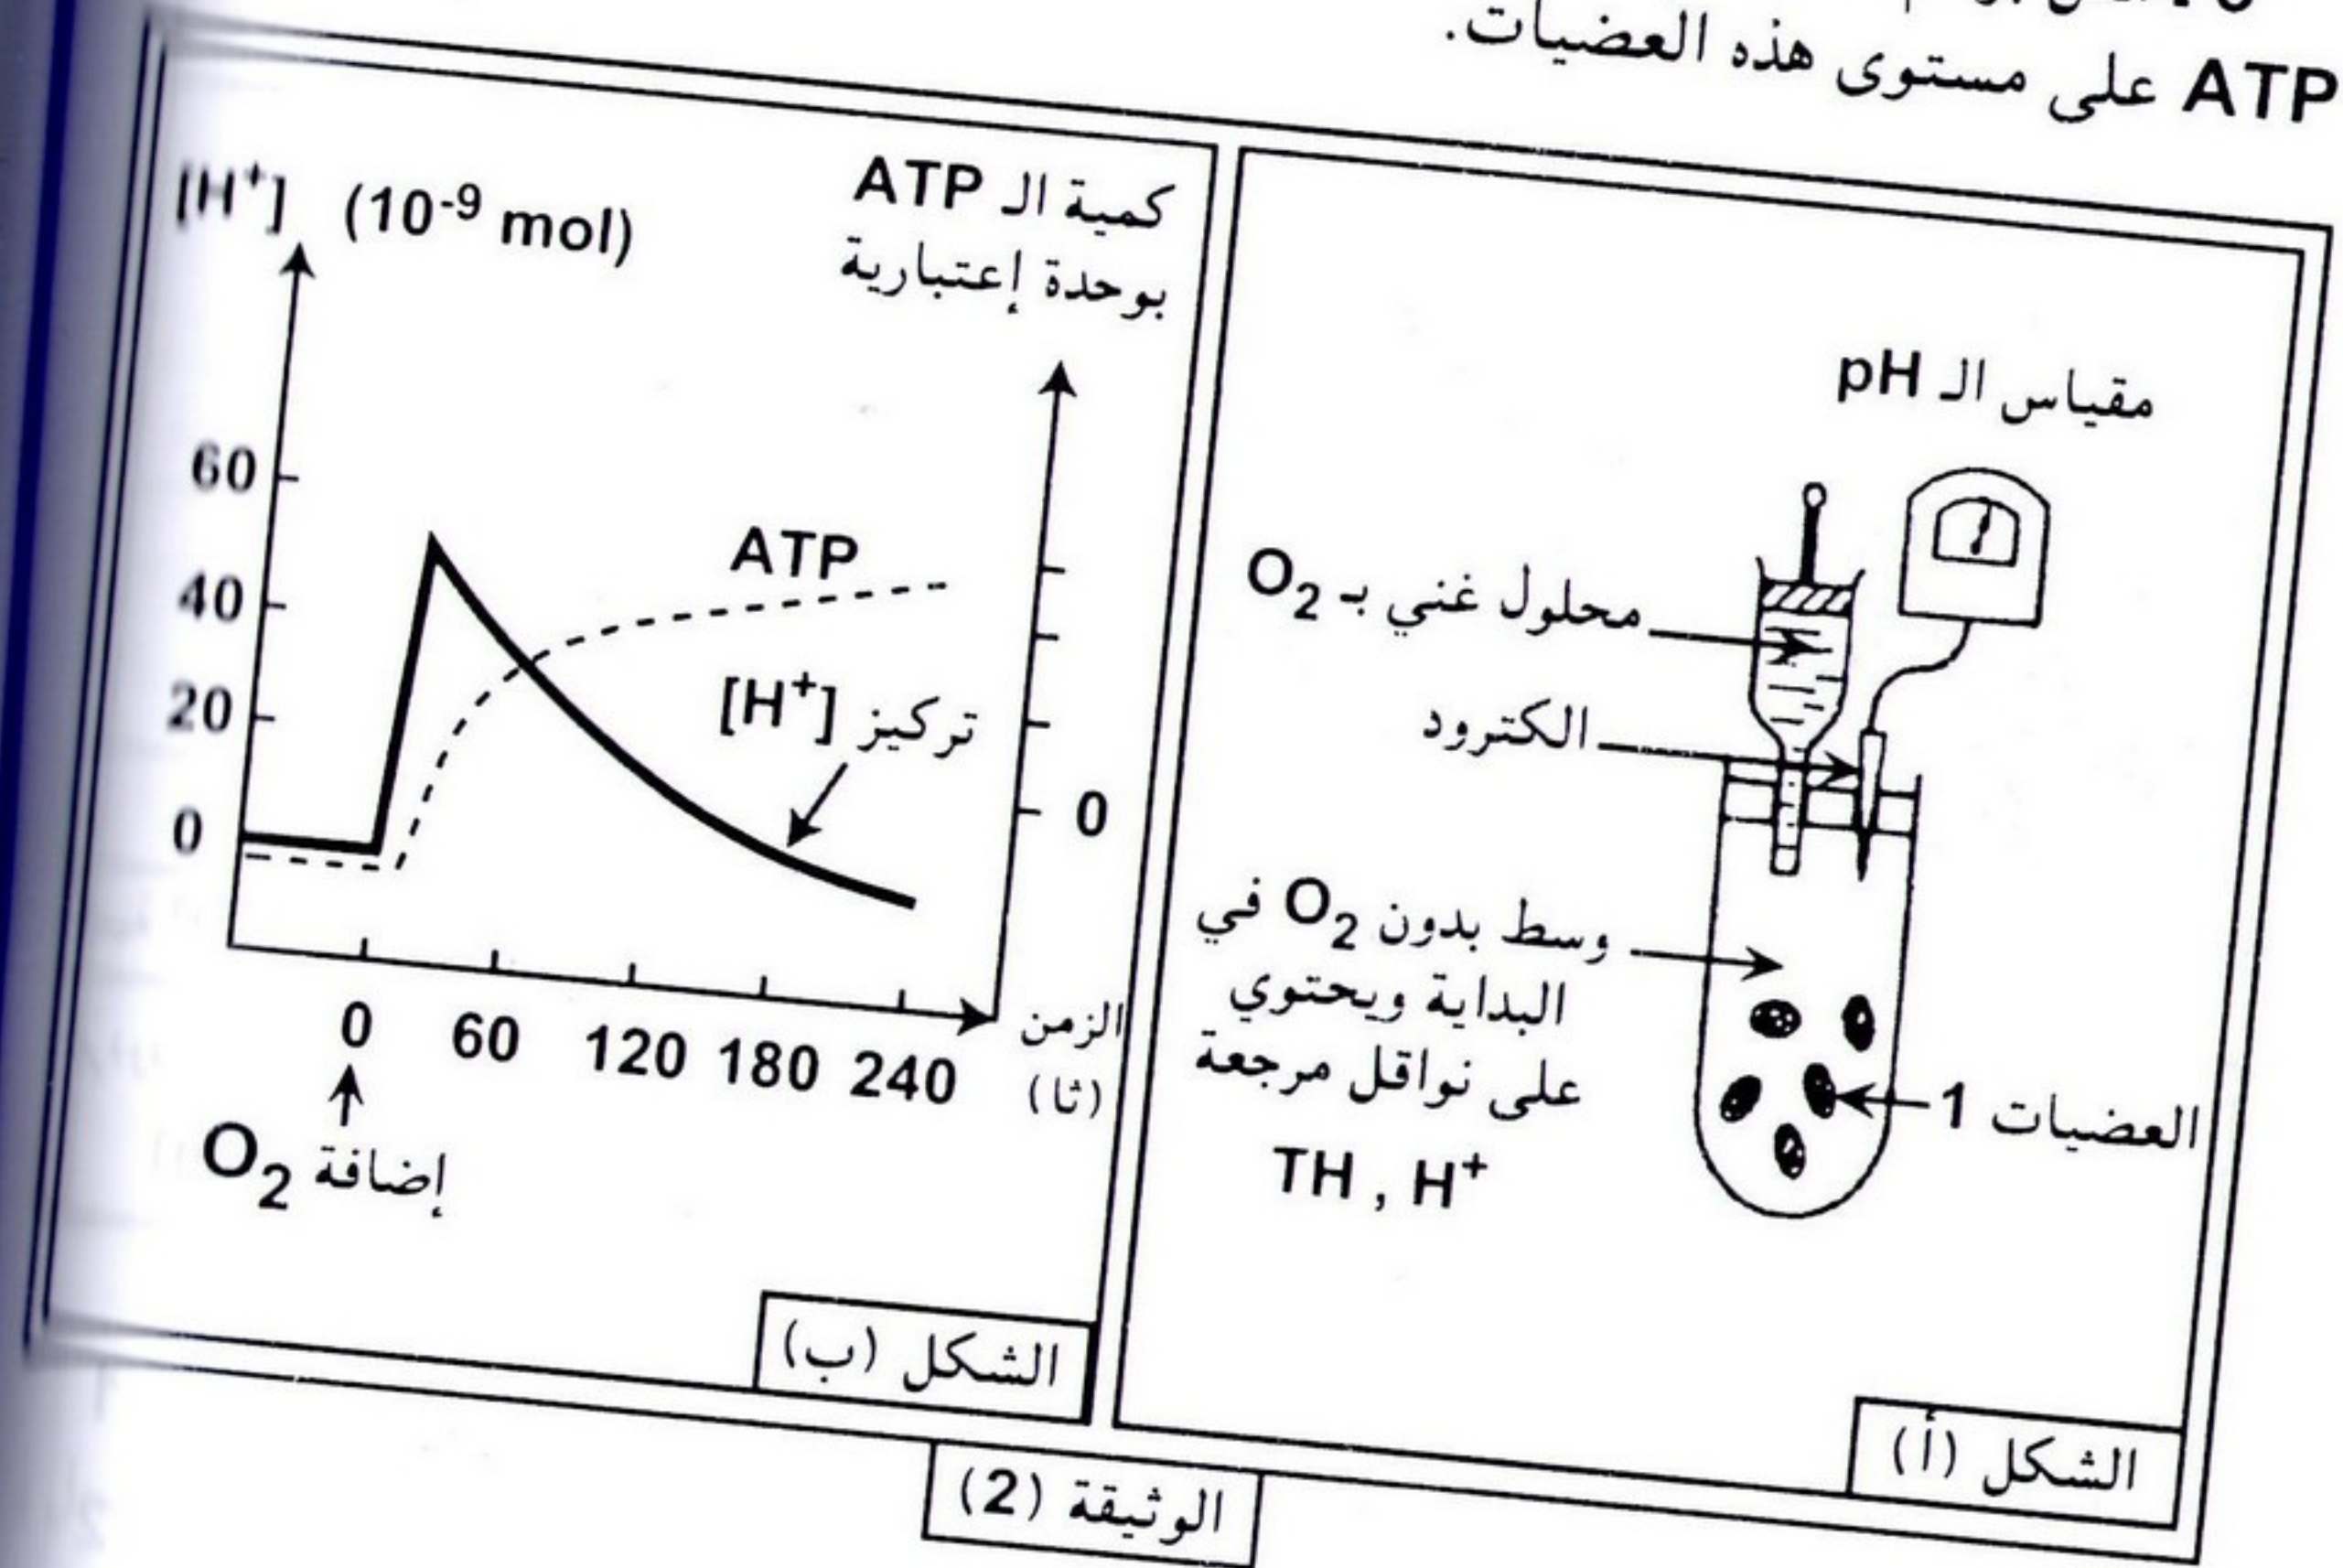 ATP على مستوى هذه العضيات.
مقياس الـ pH
محلول غني بـ O₂
الكترود
وسط بدون O₂ في
البداية ويحتوي
على نواقل مرجعة
TH , H⁺
العضيات 1
الشكل (أ)
[H⁺] (10⁻⁹ mol)
كمية الـ ATP
بوحدة إعتبارية
60
40
20
0
ATP
تركيز [H⁺]
0
0 60 120 180 240
الزمن
(ثا)
إضافة O₂
الشكل (ب)
الوثيقة (2)